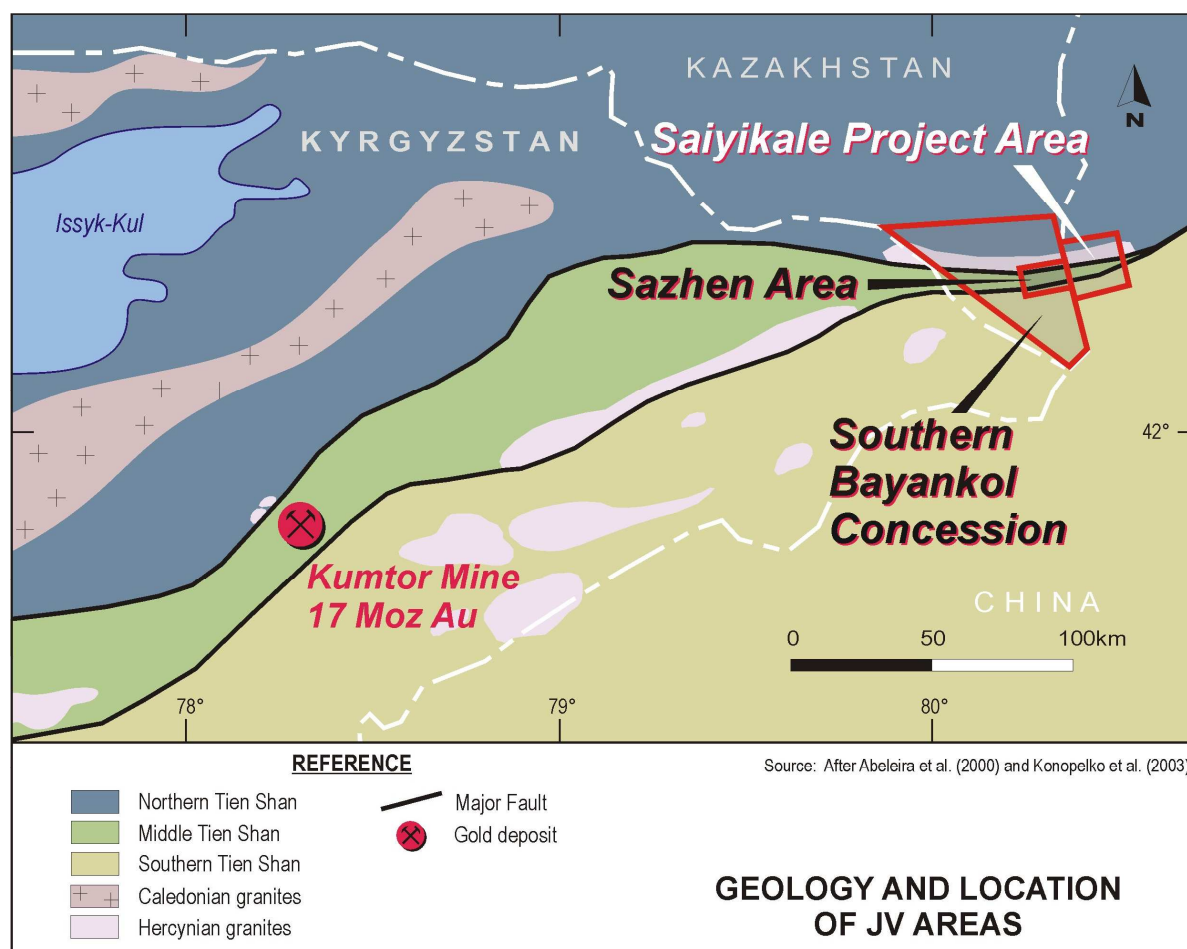 KAZAKHSTAN
N
KYRGYZSTAN
Saiyikale Project Area
Issyk-Kul
Sazhen Area
Southern
Bayankol
Concession
42°
Kumtor Mine
17 Moz Au
CHINA
0 50 100km
78° 79° 80°
REFERENCE
Source: After Abeleira et al. (2000) and Konopelko et al. (2003)
Northern Tien Shan
Middle Tien Shan
Southern Tien Shan
Caledonian granites
Hercynian granites
Major Fault
Gold deposit
GEOLOGY AND LOCATION
OF JV AREAS